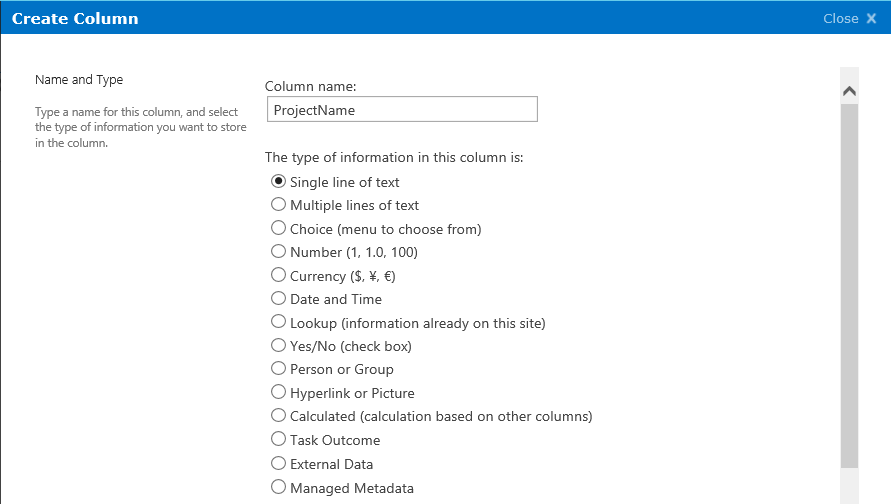 Create Column
Close X
Name and Type
Type a name for this column, and select
the type of information you want to store
in the column.
Column name:
ProjectName
The type of information in this column is:
Single line of text
Multiple lines of text
Choice (menu to choose from)
Number (1, 1.0, 100)
Currency ($, ¥, €)
Date and Time
Lookup (information already on this site)
Yes/No (check box)
Person or Group
Hyperlink or Picture
Calculated (calculation based on other columns)
Task Outcome
External Data
Managed Metadata